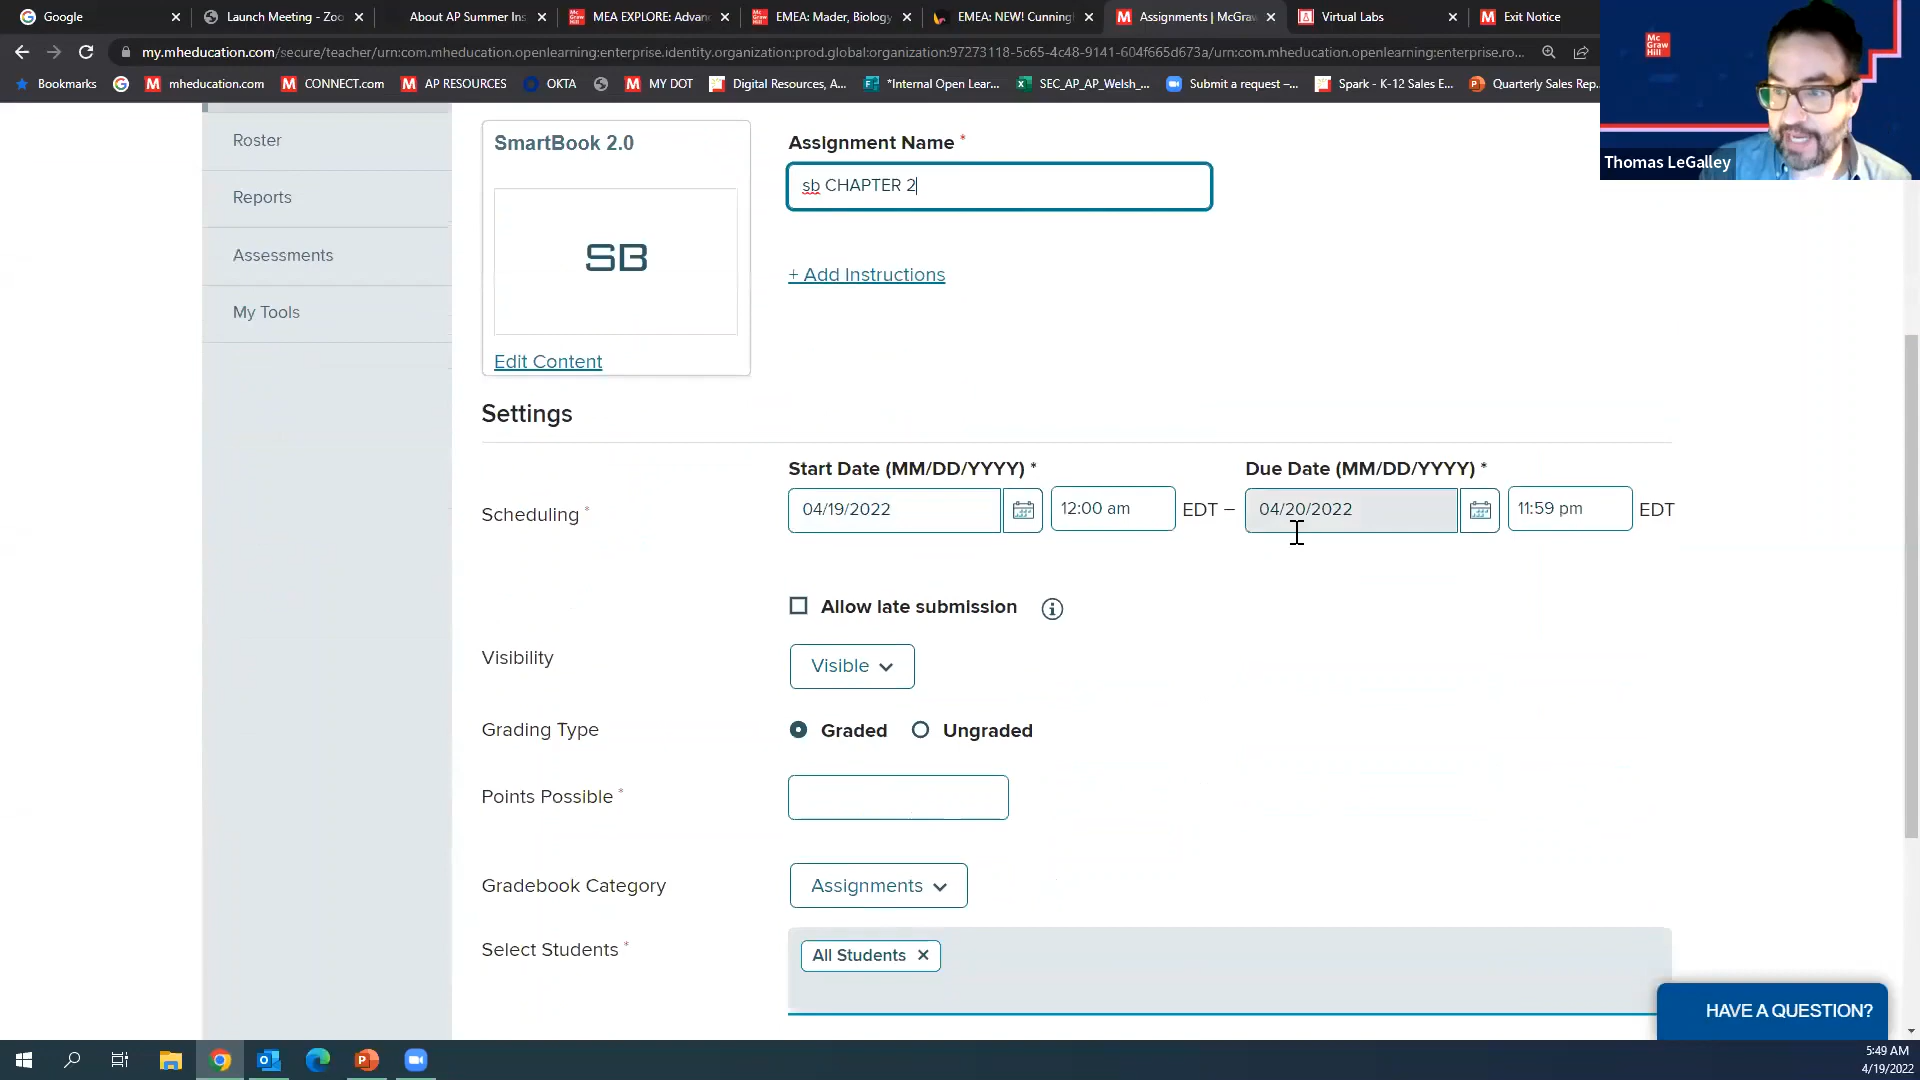 Google
Launch Meeting - Zoo
About AP Summer Ins
MEA EXPLORE: Advan
EMEA: Mader, Biology
EMEA: NEW! Cunningl
Assignments | McGraw
Virtual Labs
Exit Notice
my.mheducation.com/secure/teacher/urn:com.mheducation.openlearning:enterprise.identity.organization:prod.global:organization:97273118-5c65-4c48-9141-604f665d673a/urn:com.mheducation.openlearning:enterprise.ro...
Bookmarks
mheducation.com
CONNECT.com
AP RESOURCES
OKTA
MY DOT
Digital Resources, A...
*Internal Open Lear...
SEC_AP_AP_Welsh_...
Submit a request –...
Spark - K-12 Sales E...
Quarterly Sales Rep...
Mc
Graw
Hill
Thomas LeGalley
Roster
Reports
Assessments
My Tools
SmartBook 2.0
SB
Edit Content
Assignment Name *
sb CHAPTER 2
+ Add Instructions
Settings
Scheduling *
Start Date (MM/DD/YYYY) *
04/19/2022
12:00 am
EDT –
Due Date (MM/DD/YYYY) *
04/20/2022
11:59 pm
EDT
Allow late submission
Visibility
Visible
Grading Type
Graded
Ungraded
Points Possible *
Gradebook Category
Assignments
Select Students *
All Students ×
HAVE A QUESTION?
5:49 AM
4/19/2022